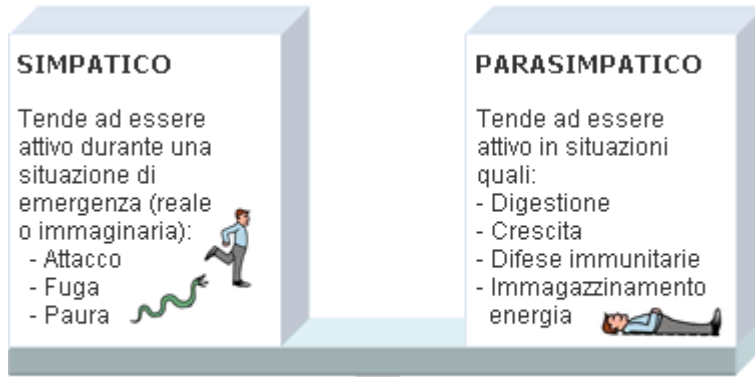 SIMPATICO
Tende ad essere
attivo durante una
situazione di
emergenza (reale
o immaginaria):
- Attacco
- Fuga
- Paura
PARASIMPATICO
Tende ad essere
attivo in situazioni
quali:
- Digestione
- Crescita
- Difese immunitarie
- Immagazzinamento
energia